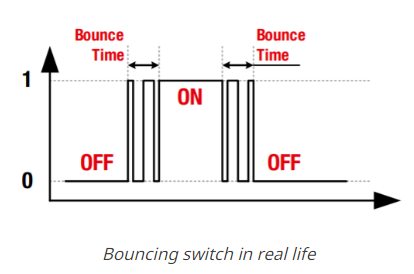 Bounce Time
Bounce Time
1
ON
OFF
OFF
0
Bouncing switch in real life